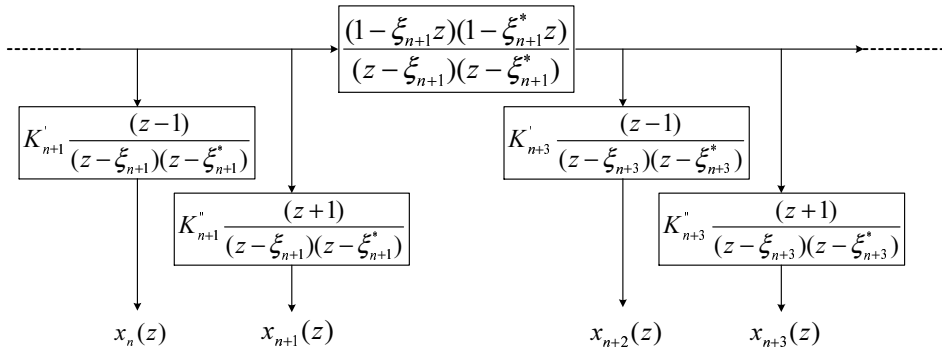 (1 − ξ_{n+1} z)(1 − ξ*_{n+1} z) / (z − ξ_{n+1})(z − ξ*_{n+1})
K'_{n+1} (z − 1) / (z − ξ_{n+1})(z − ξ*_{n+1})
K'_{n+3} (z − 1) / (z − ξ_{n+3})(z − ξ*_{n+3})
K"_{n+1} (z + 1) / (z − ξ_{n+1})(z − ξ*_{n+1})
K"_{n+3} (z + 1) / (z − ξ_{n+3})(z − ξ*_{n+3})
x_n(z) x_{n+1}(z) x_{n+2}(z) x_{n+3}(z)